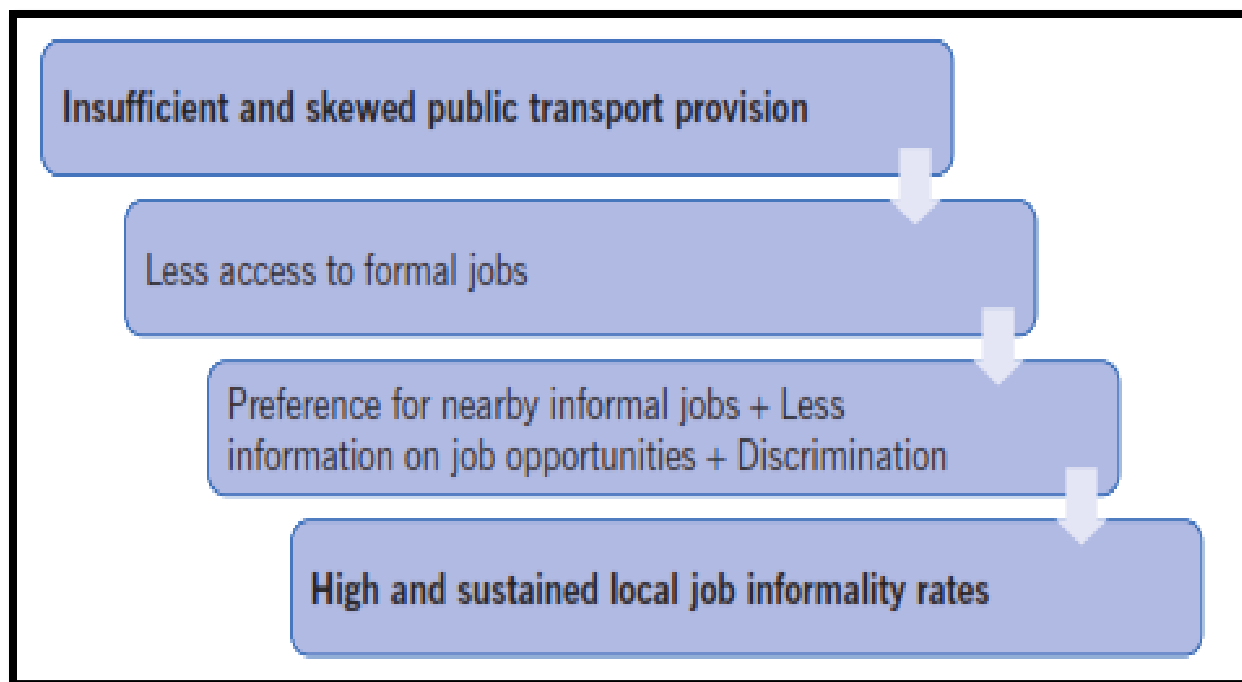 Insufficient and skewed public transport provision
Less access to formal jobs
Preference for nearby informal jobs + Less
information on job opportunities + Discrimination
High and sustained local job informality rates